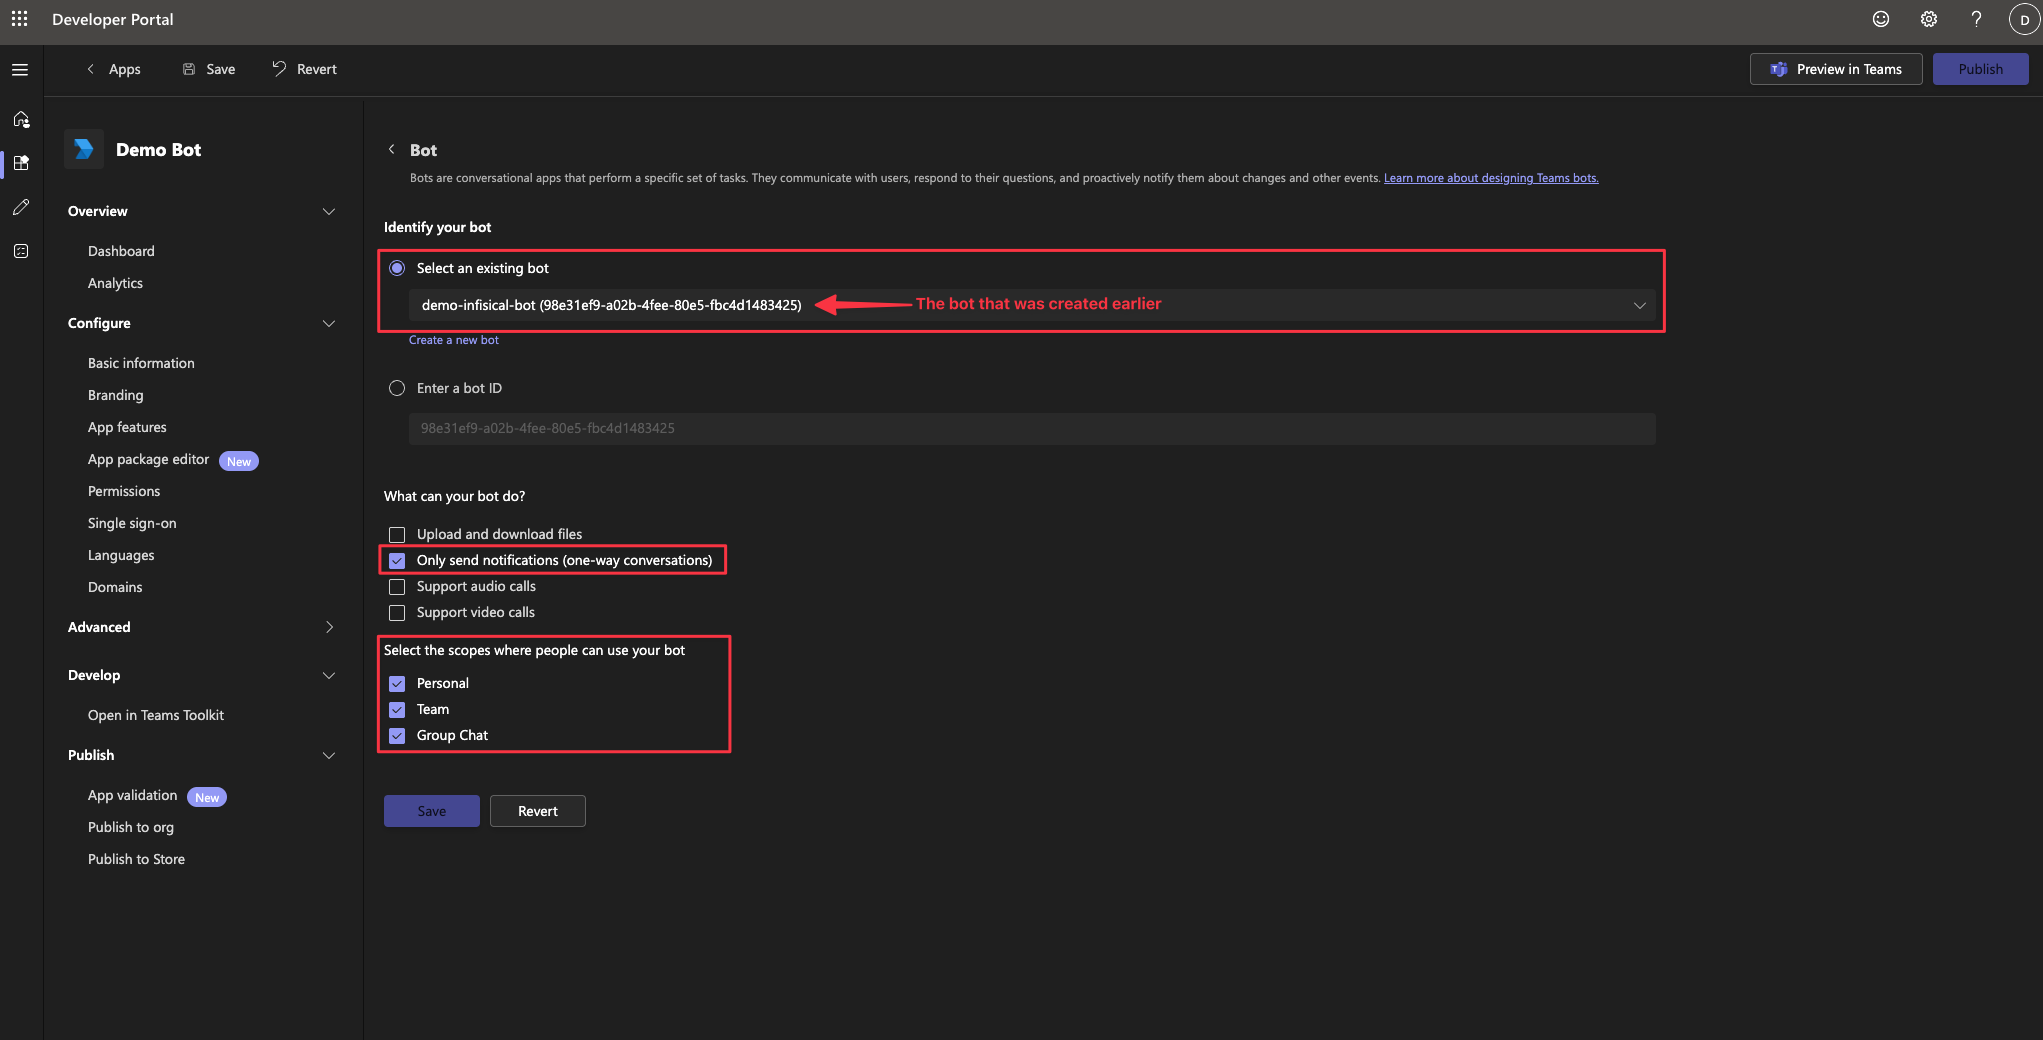 Developer Portal
D
Apps
Save
Revert
Preview in Teams
Publish
Demo Bot
Overview
Dashboard
Analytics
Configure
Basic information
Branding
App features
App package editor New
Permissions
Single sign-on
Languages
Domains
Advanced
Develop
Open in Teams Toolkit
Publish
App validation New
Publish to org
Publish to Store
Bot
Bots are conversational apps that perform a specific set of tasks. They communicate with users, respond to their questions, and proactively notify them about changes and other events. Learn more about designing Teams bots.
Identify your bot
Select an existing bot
demo-infisical-bot (98e31ef9-a02b-4fee-80e5-fbc4d1483425) The bot that was created earlier
Create a new bot
Enter a bot ID
98e31ef9-a02b-4fee-80e5-fbc4d1483425
What can your bot do?
Upload and download files
Only send notifications (one-way conversations)
Support audio calls
Support video calls
Select the scopes where people can use your bot
Personal
Team
Group Chat
Save
Revert